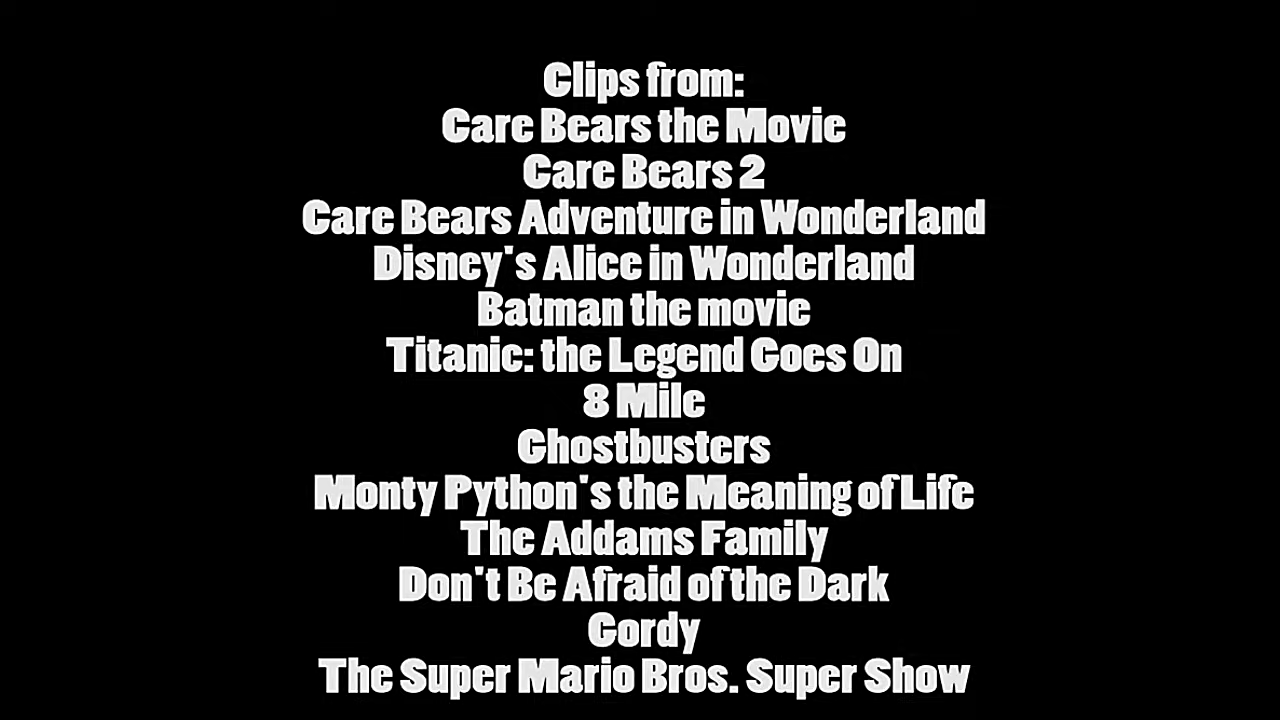 Clips from:
Care Bears the Movie
Care Bears 2
Care Bears Adventure in Wonderland
Disney's Alice in Wonderland
Batman the movie
Titanic: the Legend Goes On
8 Mile
Ghostbusters
Monty Python's the Meaning of Life
The Addams Family
Don't Be Afraid of the Dark
Gordy
The Super Mario Bros. Super Show